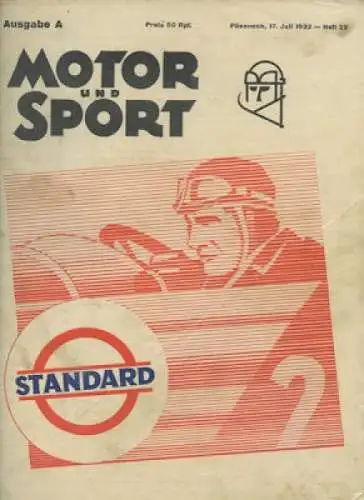 Ausgabe A
Preis 50 Rpf.
Pössneck, 17. Juli 1932 — Heft 29
MOTOR
UND
SPORT
STANDARD
2